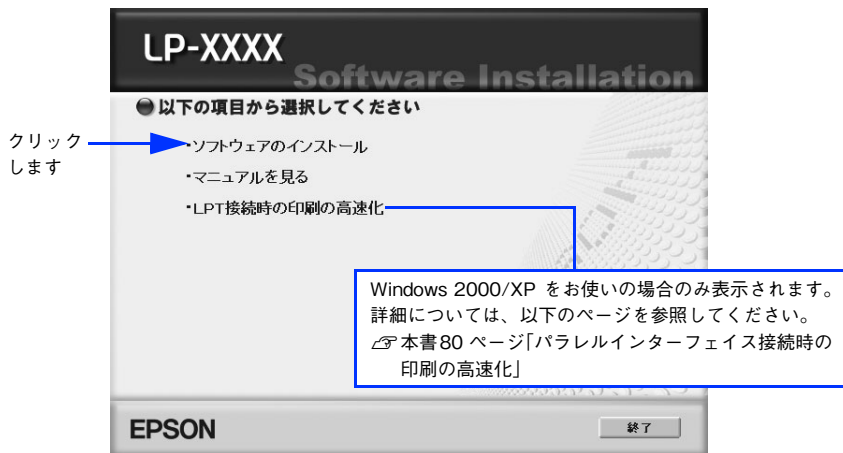 LP-XXXX
Software Installation
以下の項目から選択してください
クリック
します
・ソフトウェアのインストール
・マニュアルを見る
・LPT接続時の印刷の高速化
Windows 2000/XP をお使いの場合のみ表示されます。
詳細については、以下のページを参照してください。
☞本書80 ページ「パラレルインターフェイス接続時の
印刷の高速化」
EPSON
終了